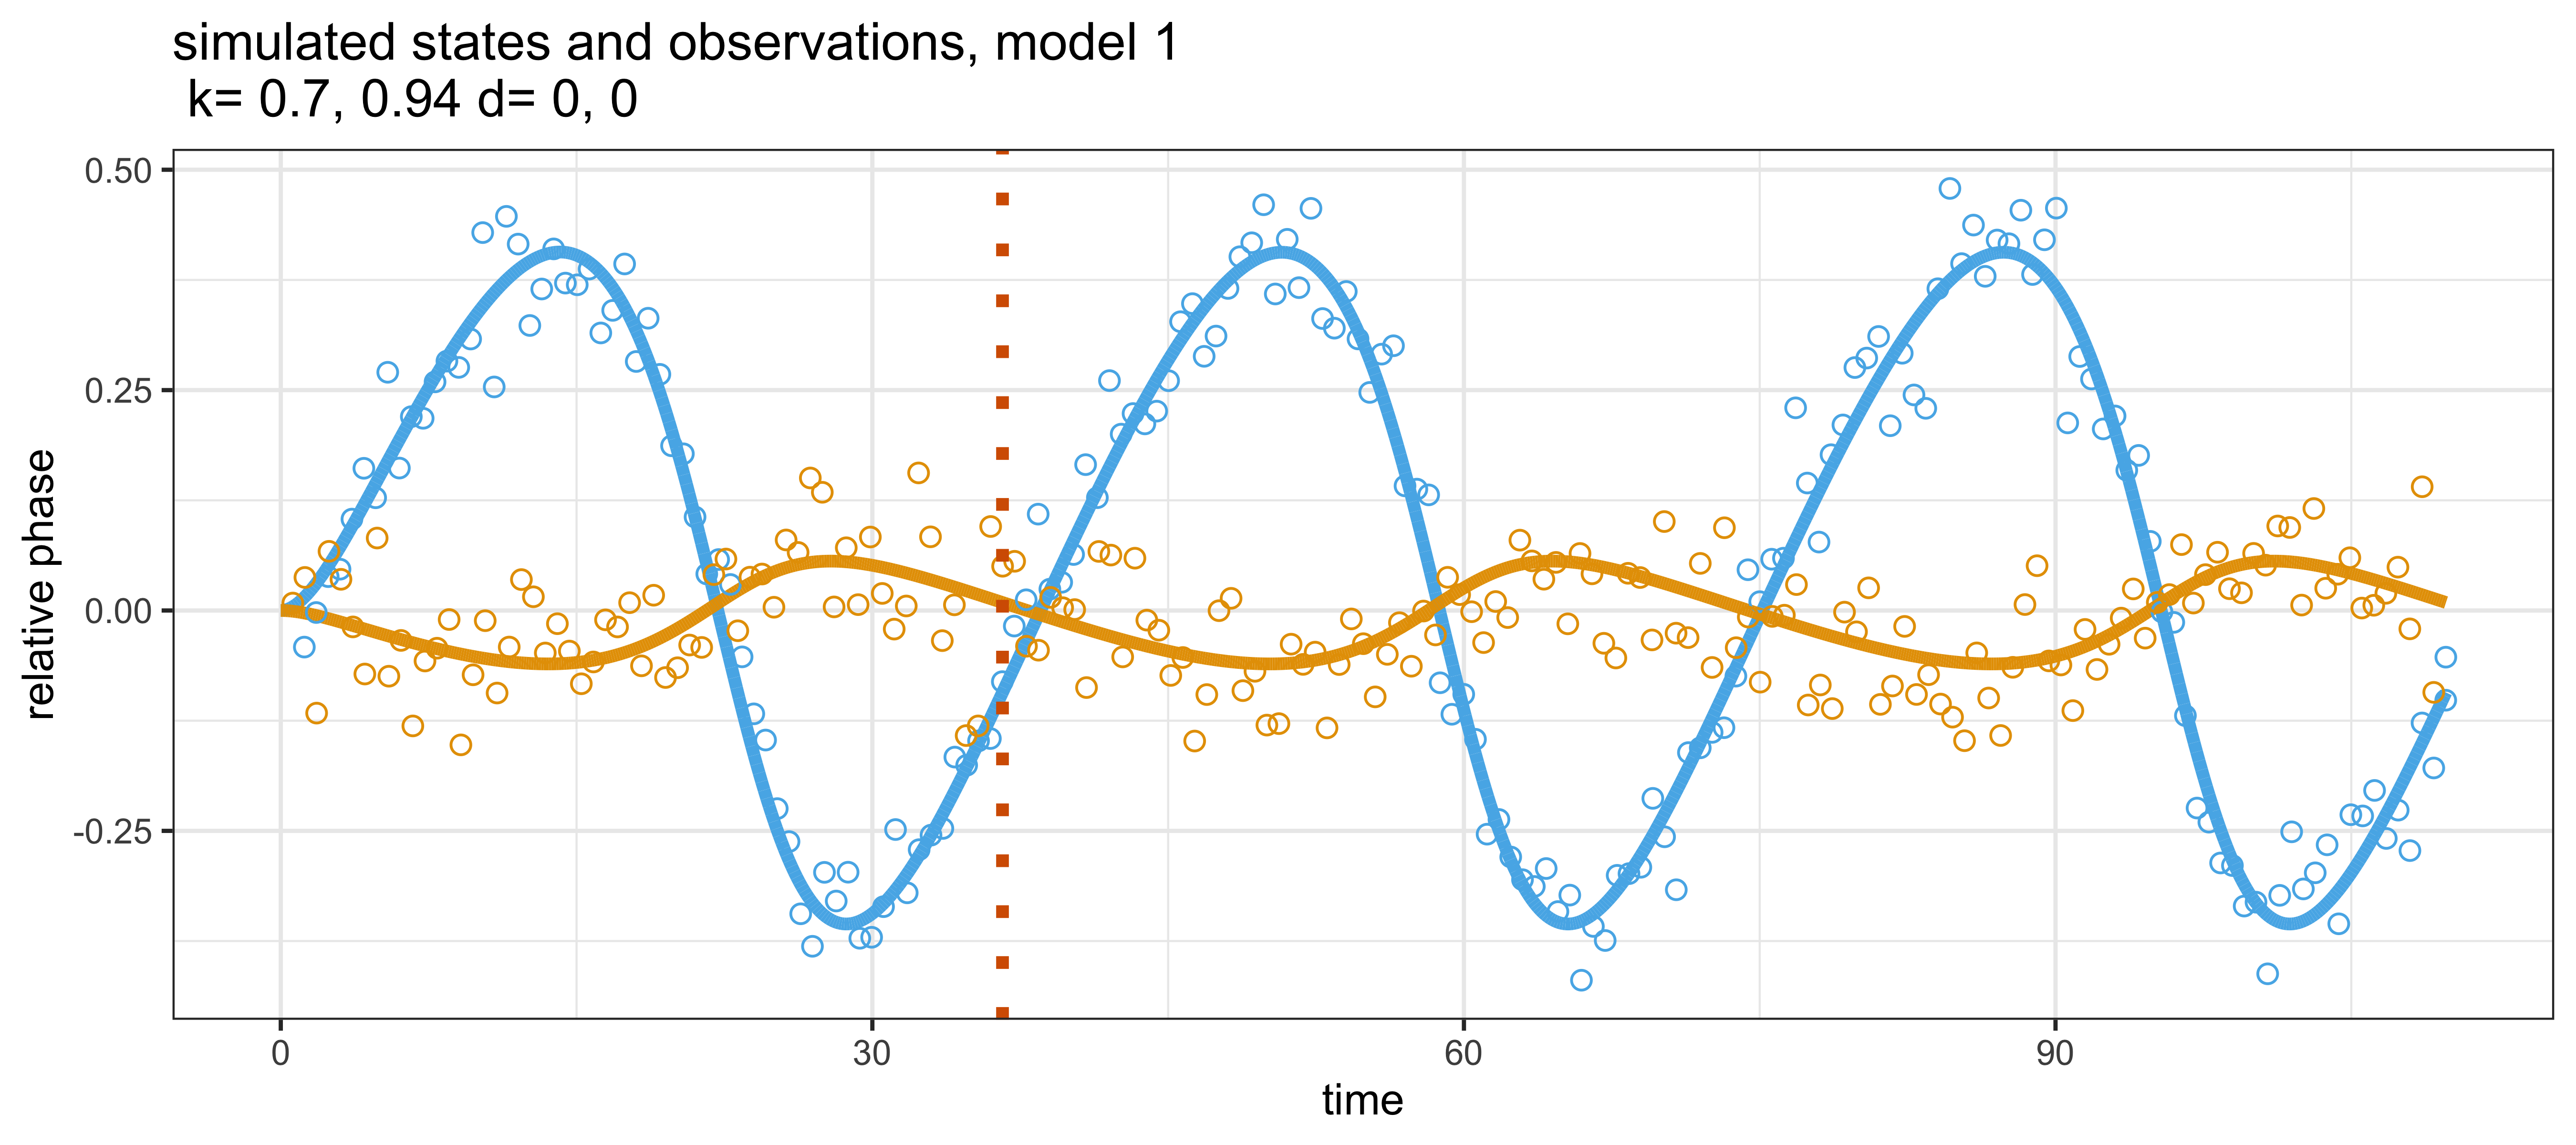 simulated states and observations, model 1
k= 0.7, 0.94 d= 0, 0
relative phase
0.50
0.25
0.00
-0.25
0
30
60
90
time